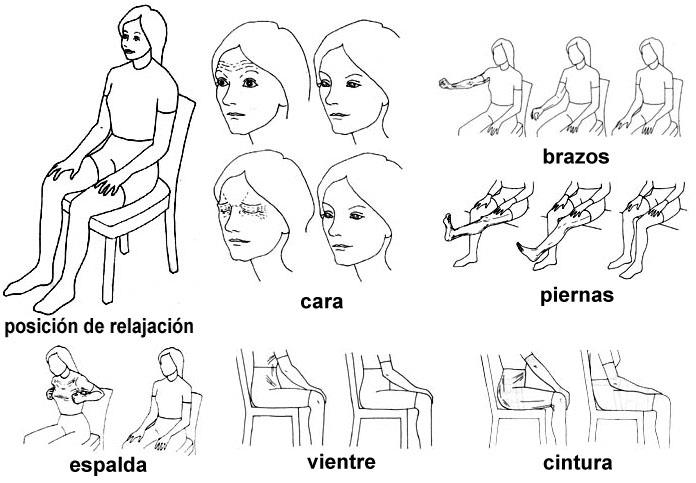 brazos
cara
piernas
posición de relajación
espalda
vientre
cintura